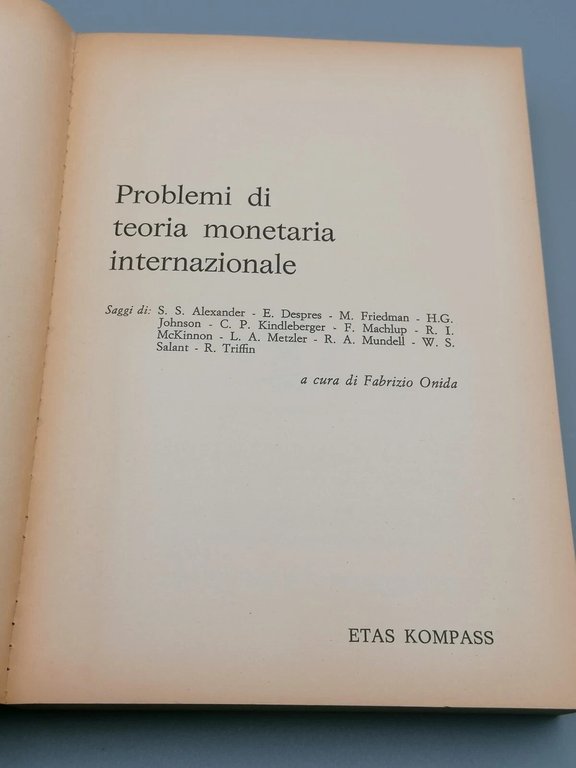 Problemi di
teoria monetaria
internazionale
Saggi di: S. S. Alexander - E. Despres - M. Friedman - H.G.
Johnson - C. P. Kindleberger - F. Machlup - R. I.
McKinnon - L. A. Metzler - R. A. Mundell - W. S.
Salant - R. Triffin
a cura di Fabrizio Onida
ETAS KOMPASS